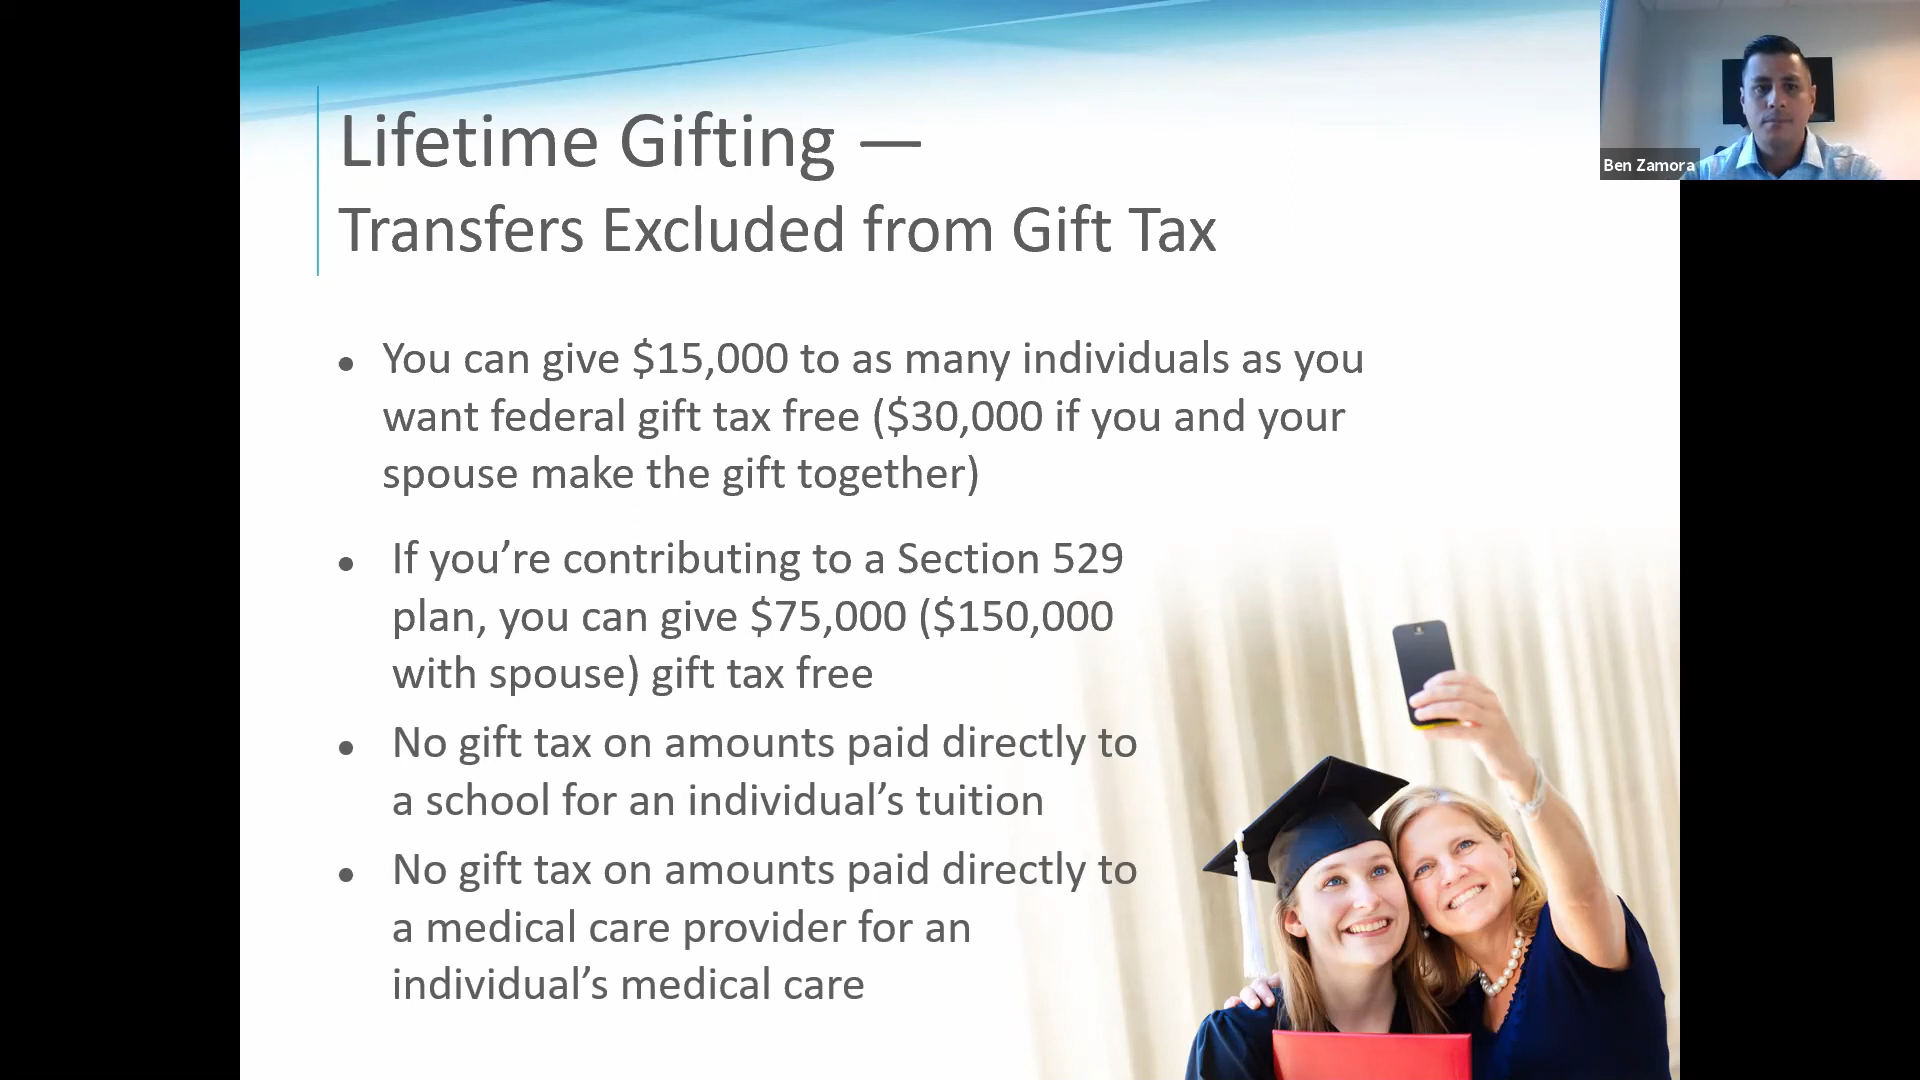 Lifetime Gifting —
Transfers Excluded from Gift Tax
• You can give $15,000 to as many individuals as you
want federal gift tax free ($30,000 if you and your
spouse make the gift together)
• If you’re contributing to a Section 529
plan, you can give $75,000 ($150,000
with spouse) gift tax free
• No gift tax on amounts paid directly to
a school for an individual’s tuition
• No gift tax on amounts paid directly to
a medical care provider for an
individual’s medical care
Ben Zamora